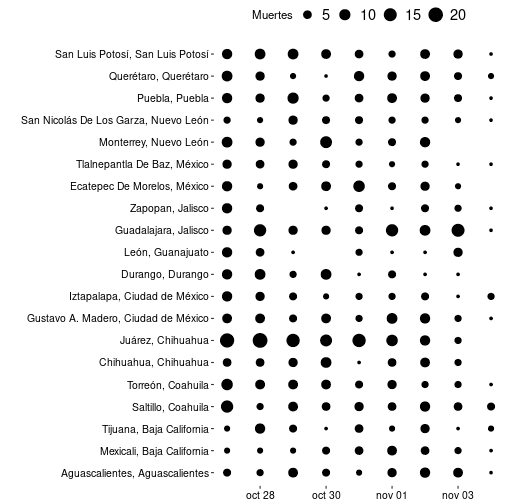 Muertes 5 10 15 20
San Luis Potosí, San Luis Potosí
Querétaro, Querétaro
Puebla, Puebla
San Nicolás De Los Garza, Nuevo León
Monterrey, Nuevo León
Tlalnepantla De Baz, México
Ecatepec De Morelos, México
Zapopan, Jalisco
Guadalajara, Jalisco
León, Guanajuato
Durango, Durango
Iztapalapa, Ciudad de México
Gustavo A. Madero, Ciudad de México
Juárez, Chihuahua
Chihuahua, Chihuahua
Torreón, Coahuila
Saltillo, Coahuila
Tijuana, Baja California
Mexicali, Baja California
Aguascalientes, Aguascalientes
oct 28 oct 30 nov 01 nov 03